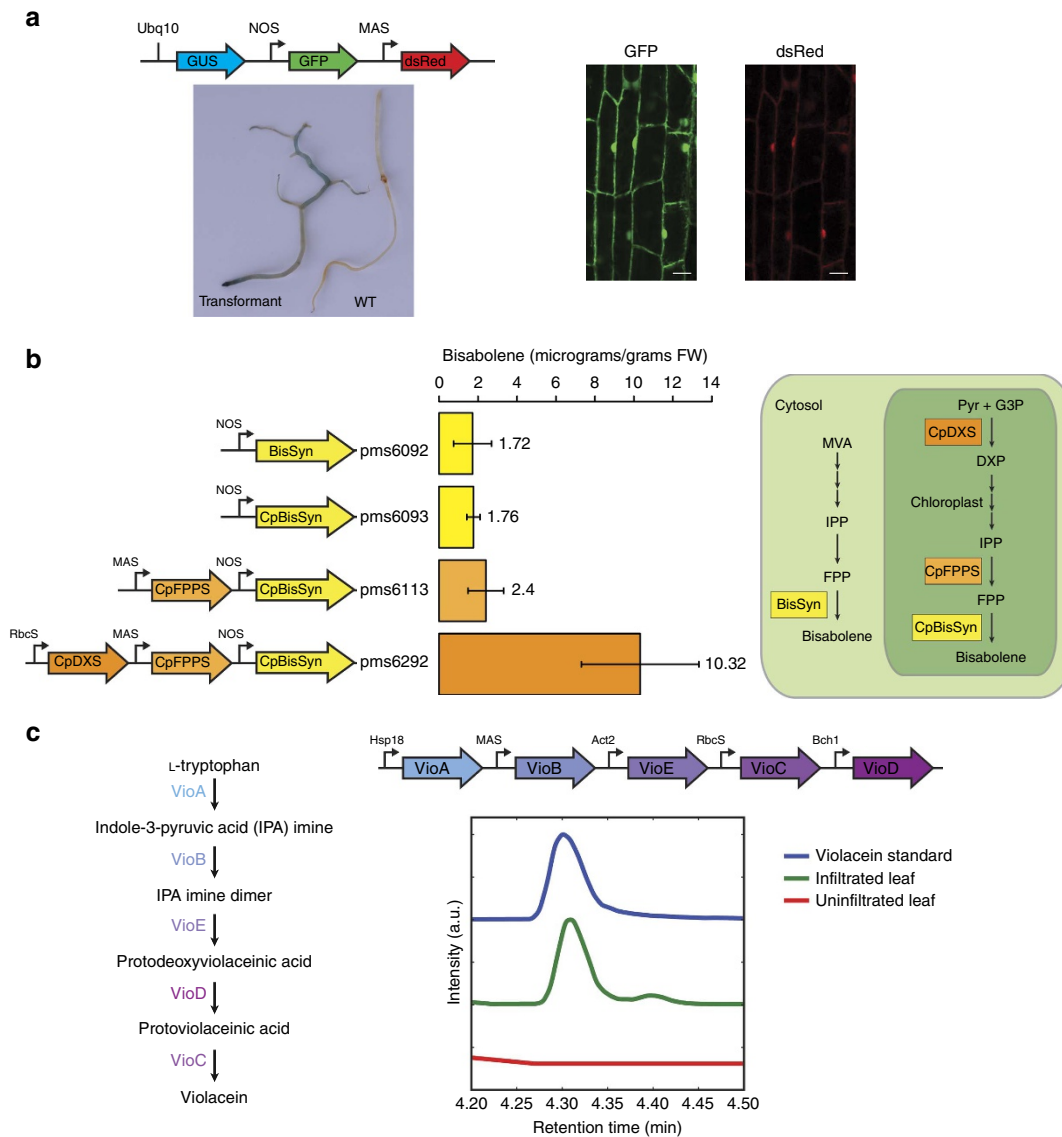 a
Ubq10 NOS MAS
GUS GFP dsRed
GFP dsRed
Transformant WT
b
Bisabolene (micrograms/grams FW)
0 2 4 6 8 10 12 14
NOS
BisSyn pms6092 1.72
NOS
CpBisSyn pms6093 1.76
MAS NOS
CpFPPS CpBisSyn pms6113 2.4
RbcS MAS NOS
CpDXS CpFPPS CpBisSyn pms6292 10.32
Cytosol
MVA
IPP
FPP
BisSyn
Bisabolene
Pyr + G3P
CpDXS
DXP
Chloroplast
IPP
CpFPPS
FPP
CpBisSyn
Bisabolene
c
L-tryptophan
VioA
Indole-3-pyruvic acid (IPA) imine
VioB
IPA imine dimer
VioE
Protodeoxyviolaceinic acid
VioD
Protoviolaceinic acid
VioC
Violacein
Hsp18 MAS Act2 RbcS Bch1
VioA VioB VioE VioC VioD
Intensity (a.u.)
4.20 4.25 4.30 4.35 4.40 4.45 4.50
Retention time (min)
Violacein standard
Infiltrated leaf
Uninfiltrated leaf